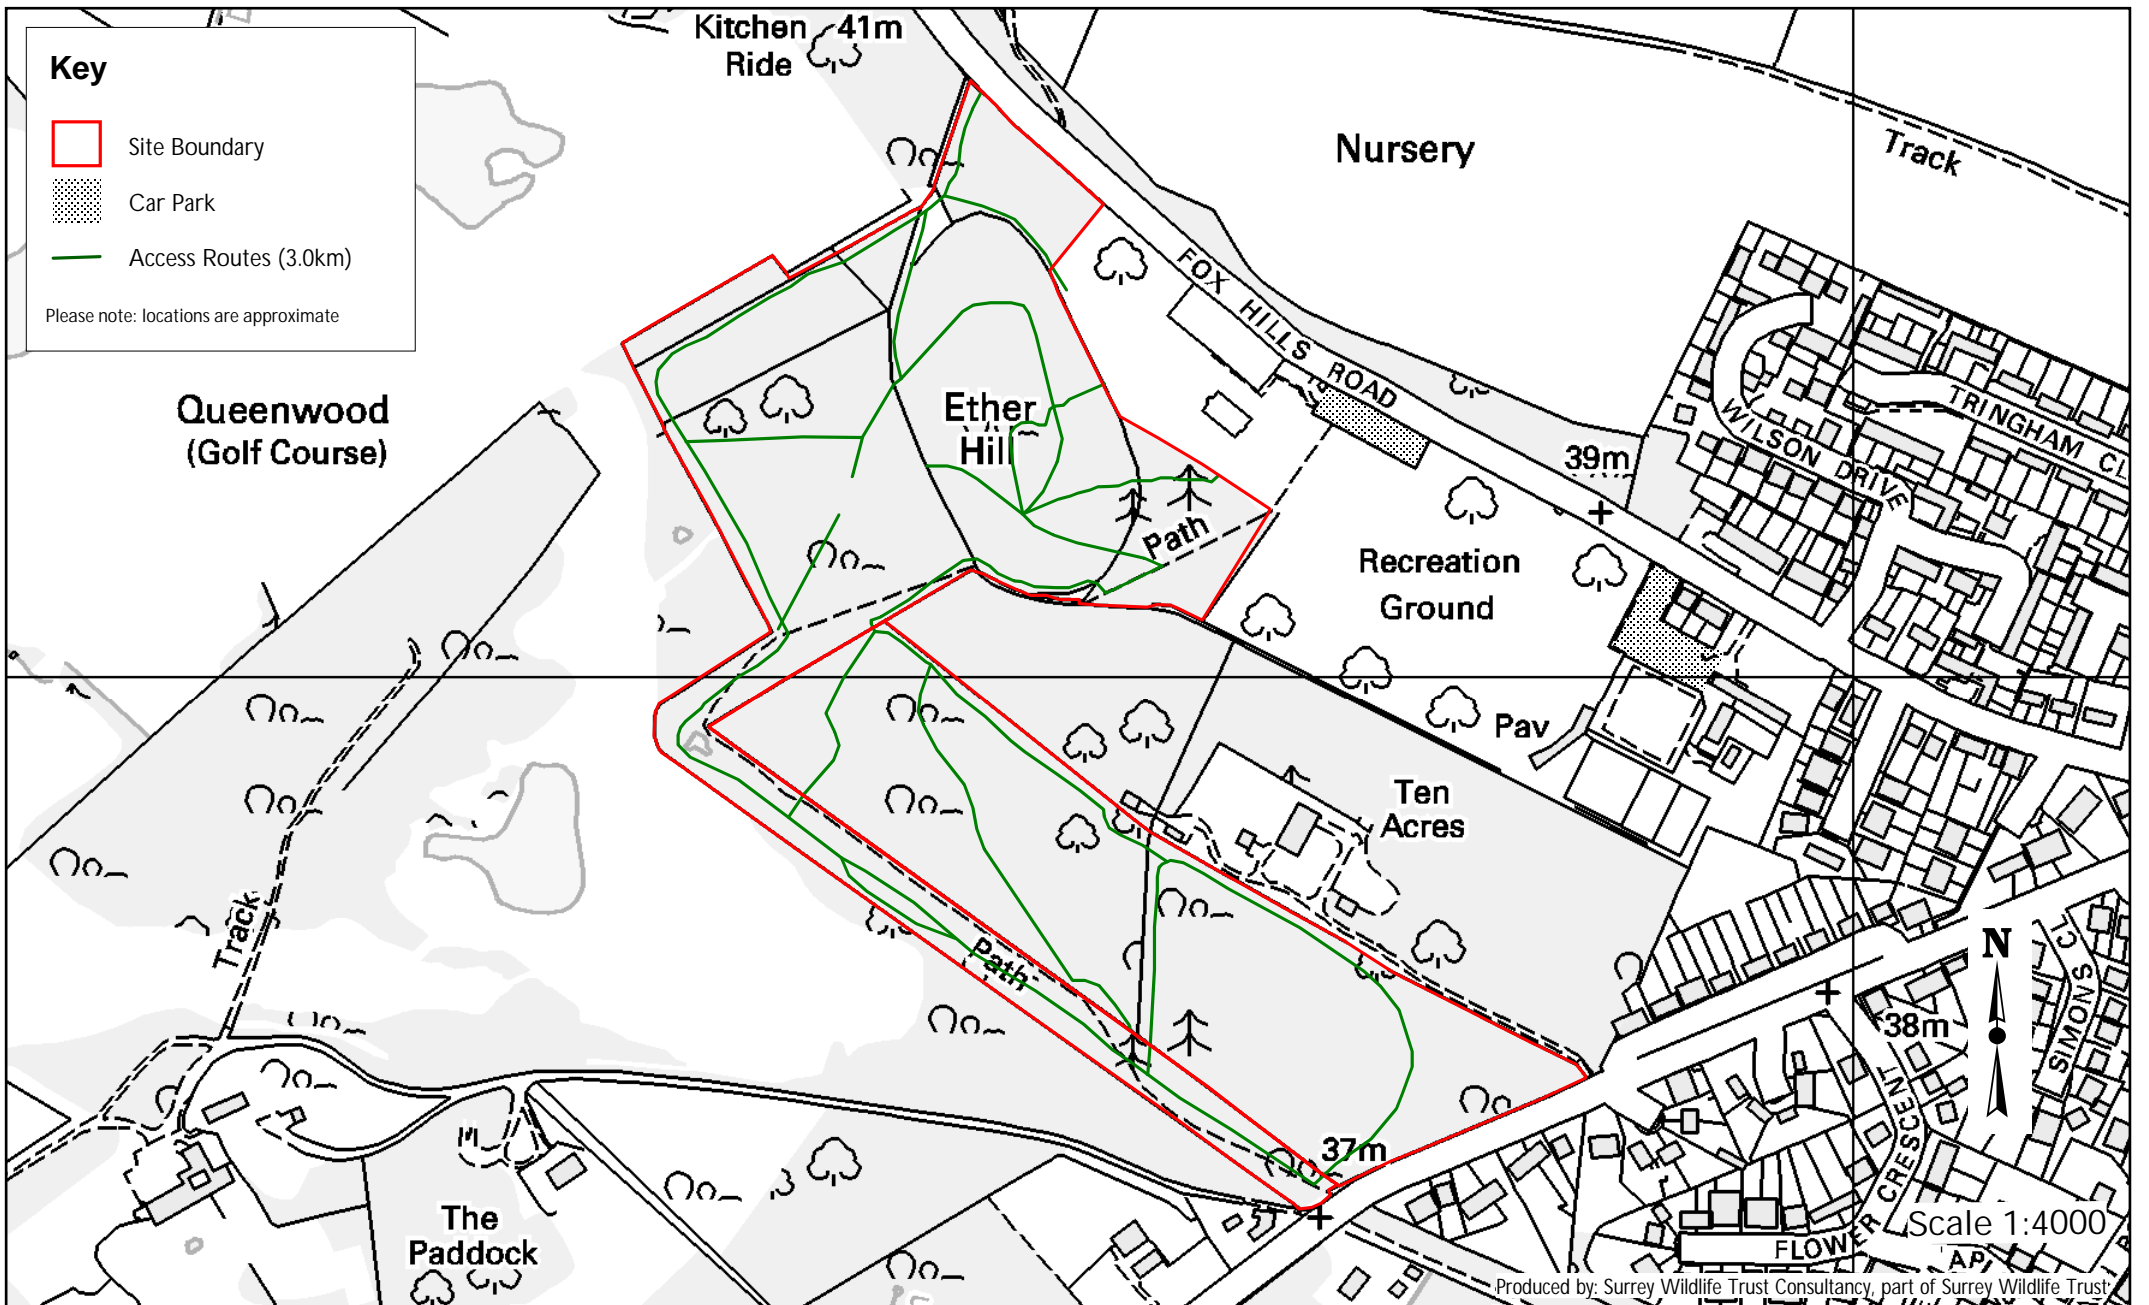 Key
Site Boundary
Car Park
Access Routes (3.0km)
Please note: locations are approximate
Kitchen
Ride
41m
Nursery
Track
FOX HILLS ROAD
Queenwood
(Golf Course)
Ether
Hill
Path
39m
WILSON DRIVE
TRINGHAM CL
Recreation
Ground
Pav
Ten
Acres
Track
Path
N
SIMONS CL
38m
37m
FLOWER CRESCENT
The
Paddock
Scale 1:4000
AP
Produced by: Surrey Wildlife Trust Consultancy, part of Surrey Wildlife Trust